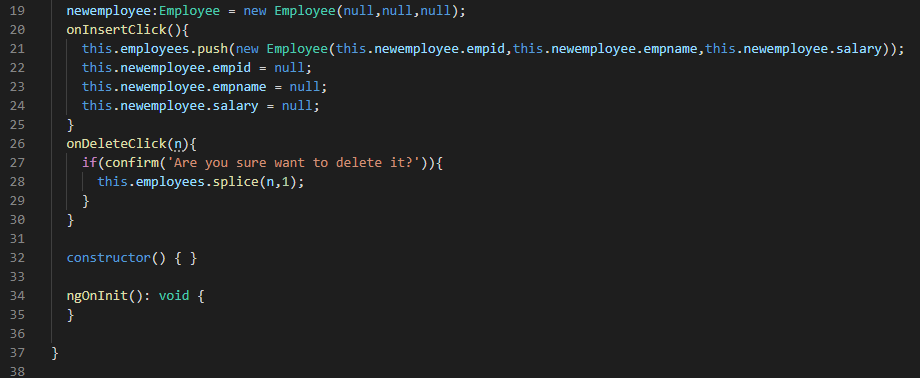 19 newemployee:Employee = new Employee(null,null,null);
20 onInsertClick(){
21 this.employees.push(new Employee(this.newemployee.empid,this.newemployee.empname,this.newemployee.salary));
22 this.newemployee.empid = null;
23 this.newemployee.empname = null;
24 this.newemployee.salary = null;
25 }
26 onDeleteClick(n){
27 if(confirm('Are you sure want to delete it?')){
28 this.employees.splice(n,1);
29 }
30 }
31
32 constructor() { }
33
34 ngOnInit(): void {
35 }
36
37 }
38